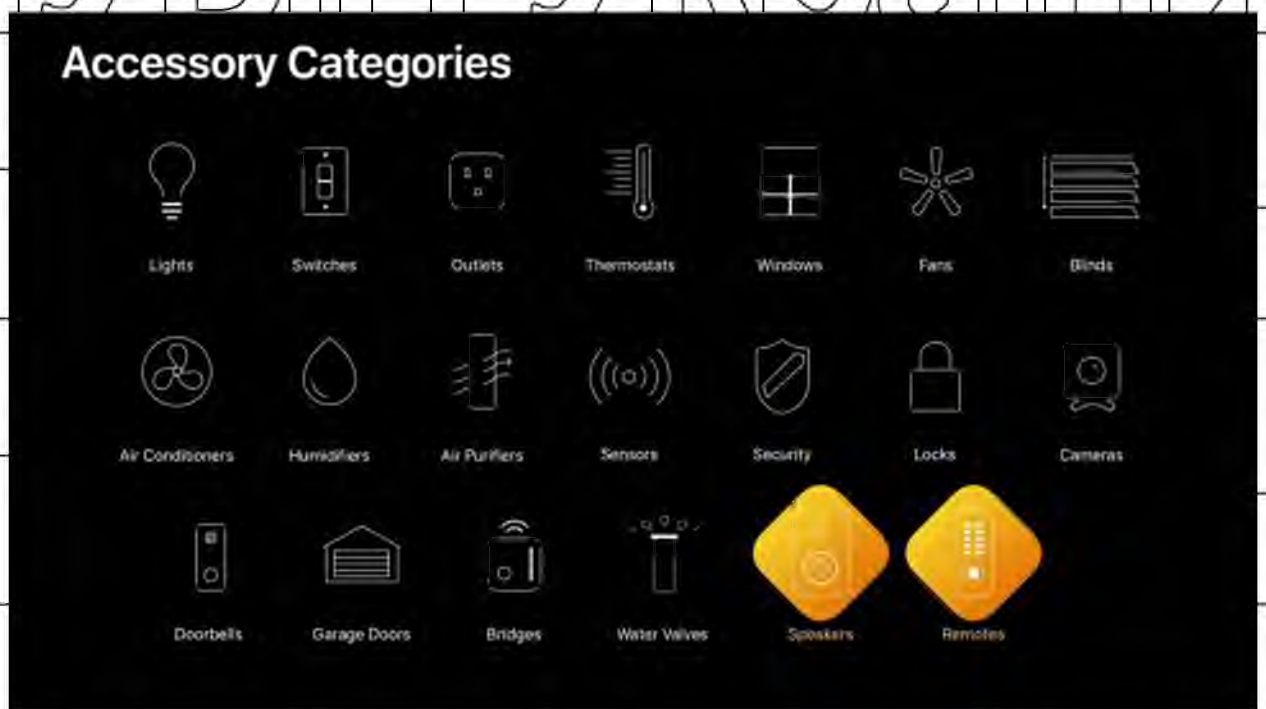 Accessory Categories
Lights Switches Outlets Thermostats Windows Fans Blinds
Air Conditioners Humidifiers Air Purifiers Sensors Security Locks Cameras
Doorbells Garage Doors Bridges Water Valves Speakers Remotes